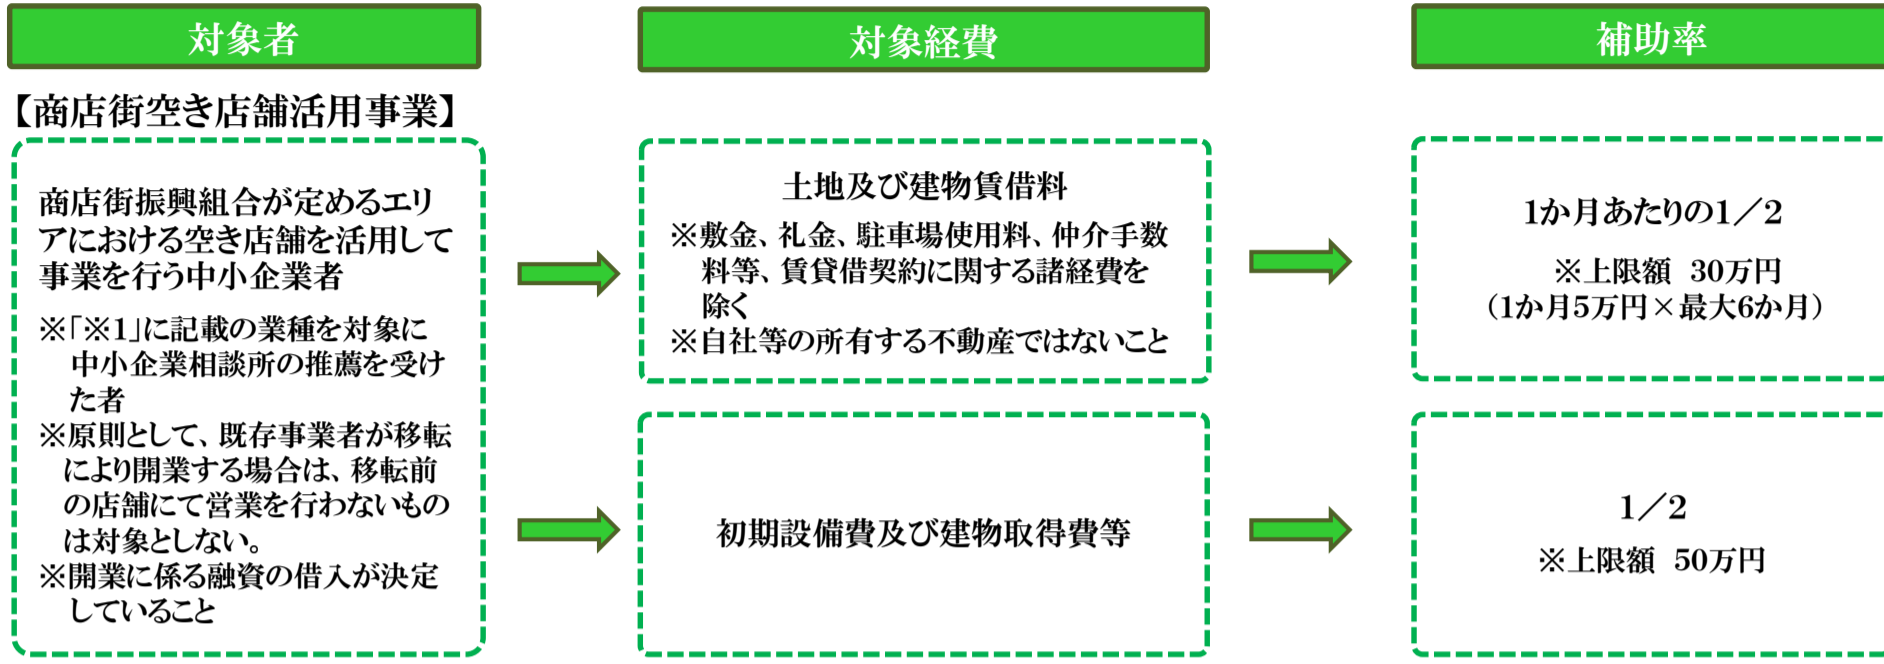 対象者
対象経費
補助率
【商店街空き店舗活用事業】
商店街振興組合が定めるエリ
アにおける空き店舗を活用して
事業を行う中小企業者
※「※1」に記載の業種を対象に
中小企業相談所の推薦を受け
た者
※原則として、既存事業者が移転
により開業する場合は、移転前
の店舗にて営業を行わないもの
は対象としない。
※開業に係る融資の借入が決定
していること
土地及び建物賃借料
※敷金、礼金、駐車場使用料、仲介手数
料等、賃貸借契約に関する諸経費を
除く
※自社等の所有する不動産ではないこと
1か月あたりの1／2
※上限額 30万円
（1か月5万円×最大6か月）
初期設備費及び建物取得費等
1／2
※上限額 50万円